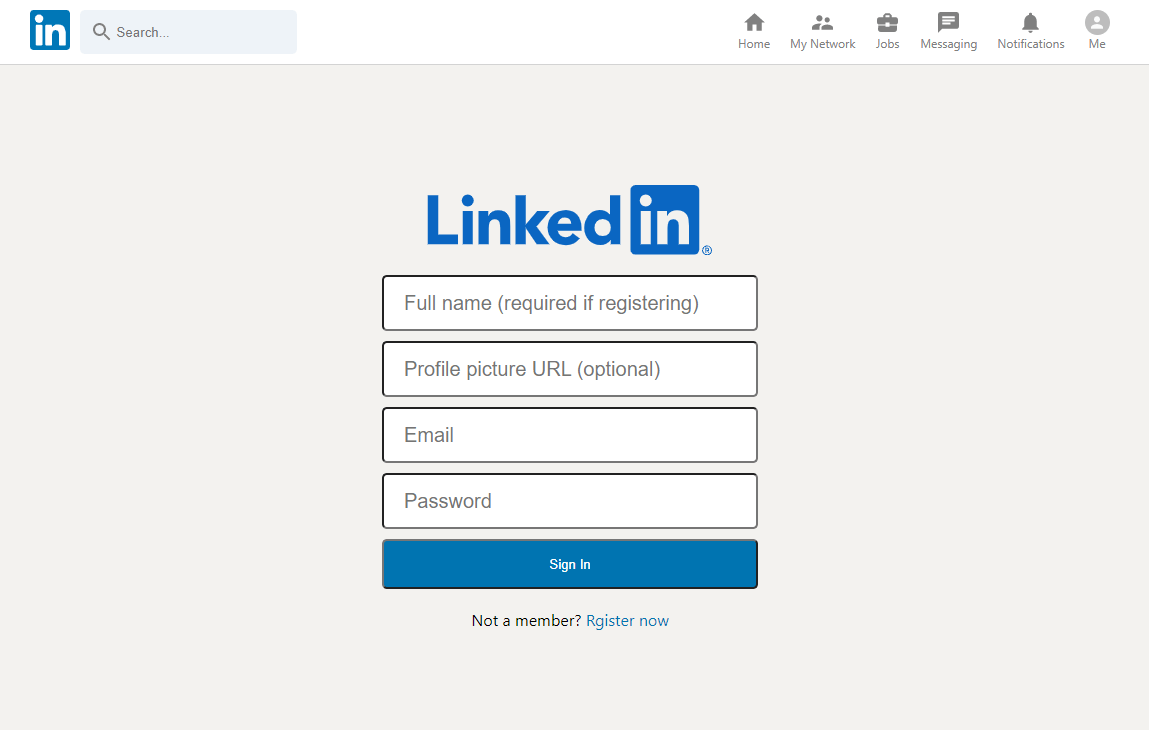 in Search... Home My Network Jobs Messaging Notifications Me
Linked in ®
Full name (required if registering)
Profile picture URL (optional)
Email
Password
Sign In
Not a member? Rgister now